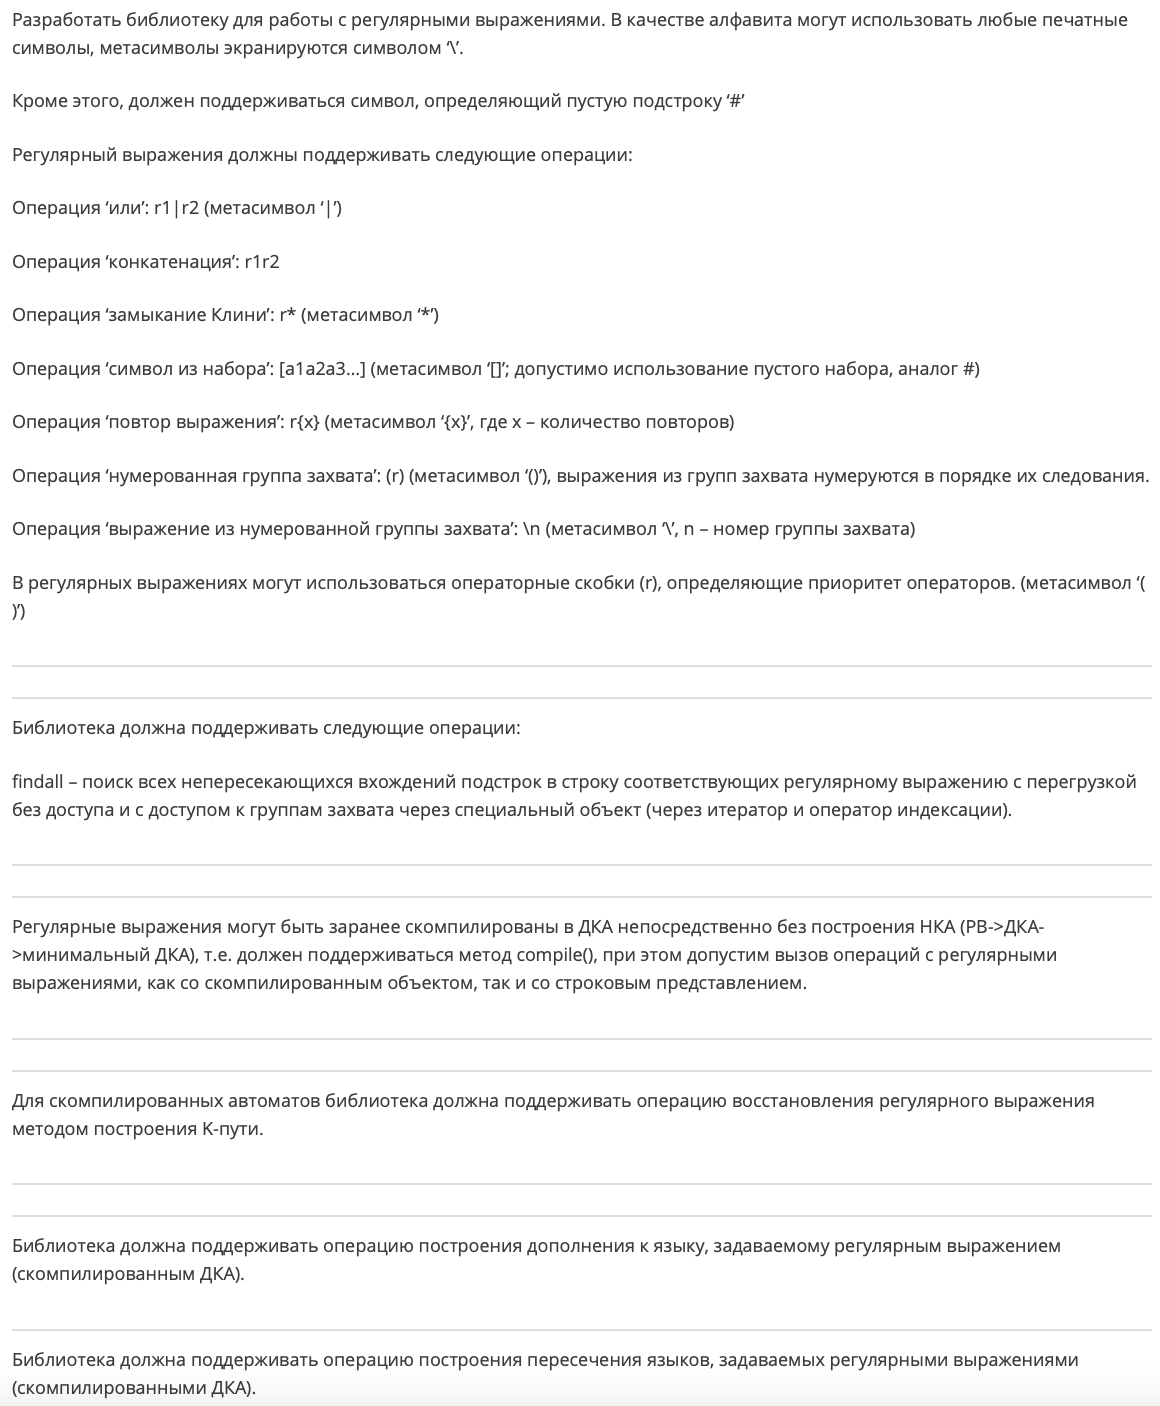 Разработать библиотеку для работы с регулярными выражениями. В качестве алфавита могут использовать любые печатные
символы, метасимволы экранируются символом ‘\’.
Кроме этого, должен поддерживаться символ, определяющий пустую подстроку ‘#’
Регулярный выражения должны поддерживать следующие операции:
Операция ‘или’: r1|r2 (метасимвол ‘|’)
Операция ‘конкатенация’: r1r2
Операция ‘замыкание Клини’: r* (метасимвол ‘*’)
Операция ‘символ из набора’: [a1a2a3…] (метасимвол ‘[]’; допустимо использование пустого набора, аналог #)
Операция ‘повтор выражения’: r{x} (метасимвол ‘{x}’, где x – количество повторов)
Операция ‘нумерованная группа захвата’: (r) (метасимвол ‘()’), выражения из групп захвата нумеруются в порядке их следования.
Операция ‘выражение из нумерованной группы захвата’: \n (метасимвол ‘\’, n – номер группы захвата)
В регулярных выражениях могут использоваться операторные скобки (r), определяющие приоритет операторов. (метасимвол ‘(
)’)
Библиотека должна поддерживать следующие операции:
findall – поиск всех непересекающихся вхождений подстрок в строку соответствующих регулярному выражению с перегрузкой
без доступа и с доступом к группам захвата через специальный объект (через итератор и оператор индексации).
Регулярные выражения могут быть заранее скомпилированы в ДКА непосредственно без построения НКА (РВ->ДКА-
>минимальный ДКА), т.е. должен поддерживаться метод compile(), при этом допустим вызов операций с регулярными
выражениями, как со скомпилированным объектом, так и со строковым представлением.
Для скомпилированных автоматов библиотека должна поддерживать операцию восстановления регулярного выражения
методом построения K-пути.
Библиотека должна поддерживать операцию построения дополнения к языку, задаваемому регулярным выражением
(скомпилированным ДКА).
Библиотека должна поддерживать операцию построения пересечения языков, задаваемых регулярными выражениями
(скомпилированными ДКА).